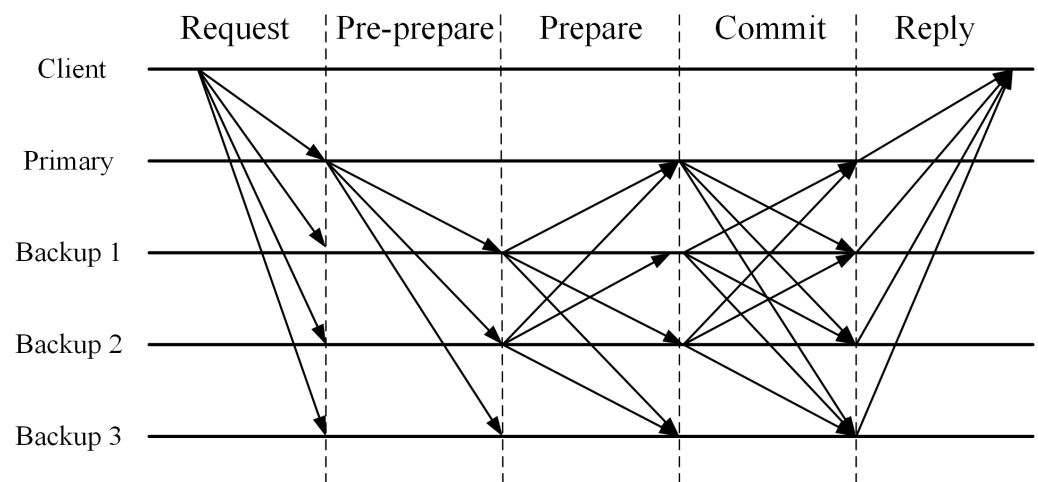 Request Pre-prepare Prepare Commit Reply
Client
Primary
Backup 1
Backup 2
Backup 3